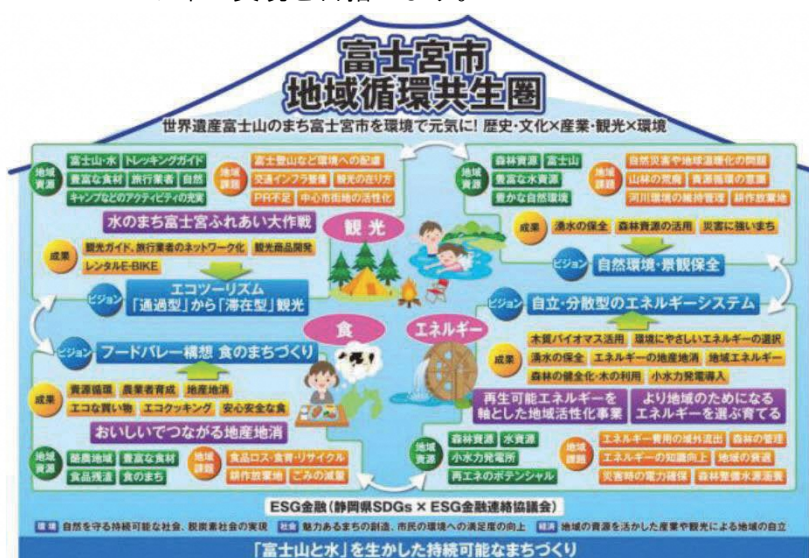 富士宮市
地域循環共生圏
世界遺産富士山のまち富士宮市を環境で元気に! 歴史・文化×産業・観光×環境
地域資源
富士山・水 トレッキングガイド
豊富な食材 旅行業者 自然
キャンプなどのアクティビティの充実
地域課題
富士登山など環境への配慮
交通インフラ整備 観光の在り方
PR不足 中心市街地の活性化
水のまち富士宮ふれあい大作戦
成果
観光ガイド、旅行業者のネットワーク化 観光商品開発
レンタルE-BIKE
ビジョン
エコツーリズム
「通過型」から「滞在型」観光
観光
地域資源
森林資源 富士山
豊富な水資源
豊かな自然環境
地域課題
自然災害や地球温暖化の問題
山林の荒廃 資源循環の意識
河川環境の維持管理 耕作放棄地
成果
湧水の保全 森林資源の活用 災害に強いまち
ビジョン
自然環境・景観保全
食
ビジョン
フードバレー構想 食のまちづくり
成果
資源循環 農業者育成 地産地消
エコな買い物 エコクッキング 安心安全な食
おいしいでつながる地産地消
地域資源
酪農地域 豊富な食材
食品残渣 食のまち
地域課題
食品ロス・食育・リサイクル
耕作放棄地 ごみの減量
エネルギー
ビジョン
自立・分散型のエネルギーシステム
成果
木質バイオマス活用 環境にやさしいエネルギーの選択
湧水の保全 エネルギーの地産地消 地域エネルギー
森林の健全化・木の利用 小水力発電導入
再生可能エネルギーを
軸とした地域活性化事業
より地域のためになる
エネルギーを選ぶ育てる
地域資源
森林資源 水資源
小水力発電所
再エネのポテンシャル
地域課題
エネルギー費用の域外流出 森林の管理
エネルギーの知識向上 地域の衰退
災害時の電力確保 森林整備水源涵養
ESG金融(静岡県SDGs × ESG金融連絡協議会)
環境 自然を守る持続可能な社会、脱炭素社会の実現 社会 魅力あるまちの創造、市民の環境への満足度の向上 経済 地域の資源を活かした産業や観光による地域の自立
「富士山と水」を生かした持続可能なまちづくり